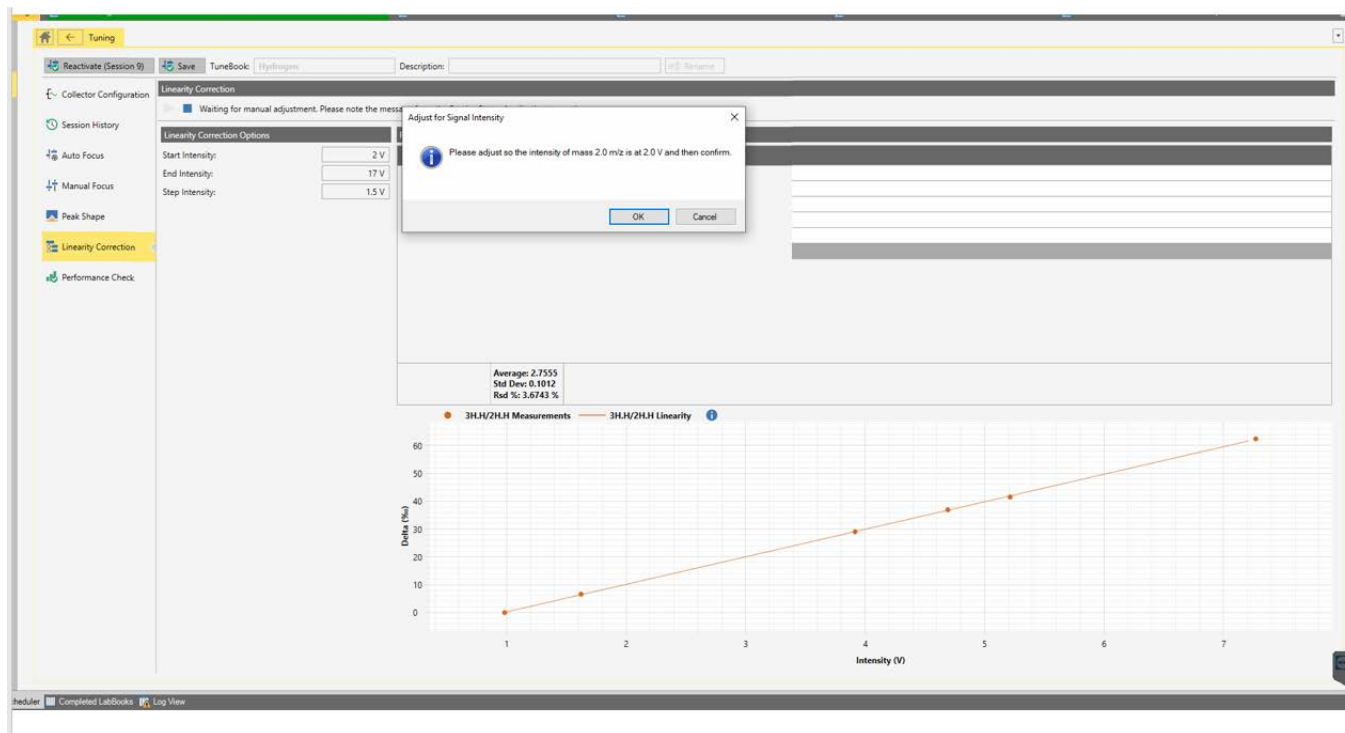 Tuning
Reactivate (Session 9) Save TuneBook: Hydrogen Description: Rename
Collector Configuration
Session History
Auto Focus
Manual Focus
Peak Shape
Linearity Correction
Performance Check
Linearity Correction
Waiting for manual adjustment. Please note the mess
Linearity Correction Options
Start Intensity: 2 V
End Intensity: 17 V
Step Intensity: 1.5 V
Adjust for Signal Intensity
Please adjust so the intensity of mass 2.0 m/z is at 2.0 V and then confirm.
OK Cancel
Average: 2.7555
Std Dev: 0.1012
Rsd %: 3.6743 %
3H.H/2H.H Measurements 3H.H/2H.H Linearity
60
50
40
30
20
10
0
Delta (‰)
1 2 3 4 5 6 7
Intensity (V)
heduler Completed LabBooks Log View